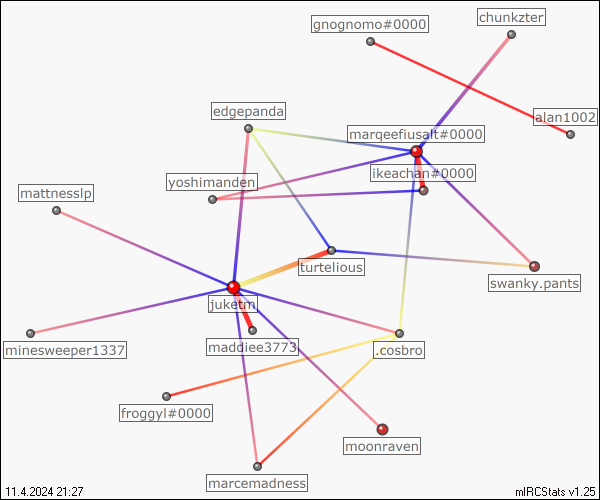 chunkzter
gnognomo#0000
edgepanda
alan1002
marqeefiusalt#0000
ikeachan#0000
yoshimanden
mattnesslp
turtelious
swanky.pants
juketm
maddiee3773
.cosbro
minesweeper1337
froggyl#0000
moonraven
marcemadness
11.4.2024 21:27
mIRCStats v1.25